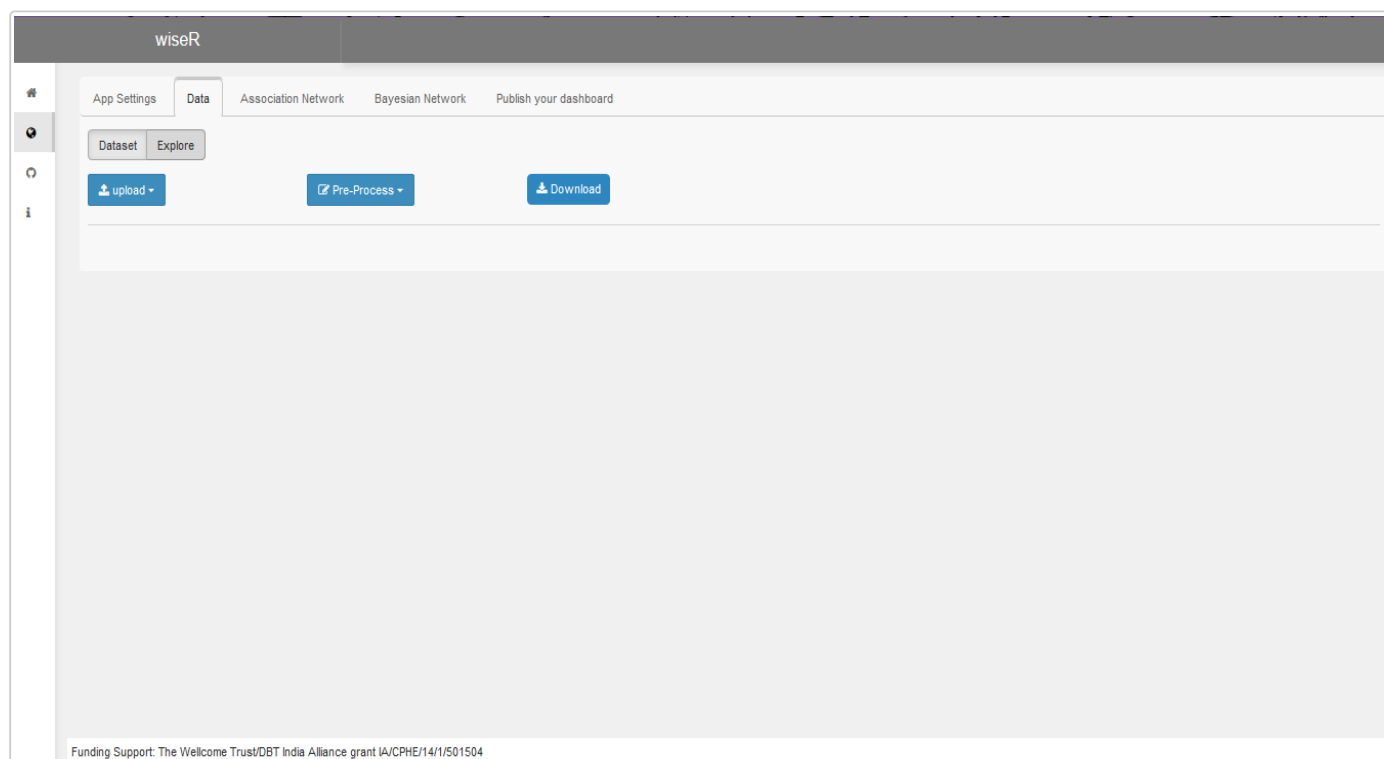 wiseR
App Settings Data Association Network Bayesian Network Publish your dashboard
Dataset Explore
upload Pre-Process Download
Funding Support: The Wellcome Trust/DBT India Alliance grant IA/CPHE/14/1/501504